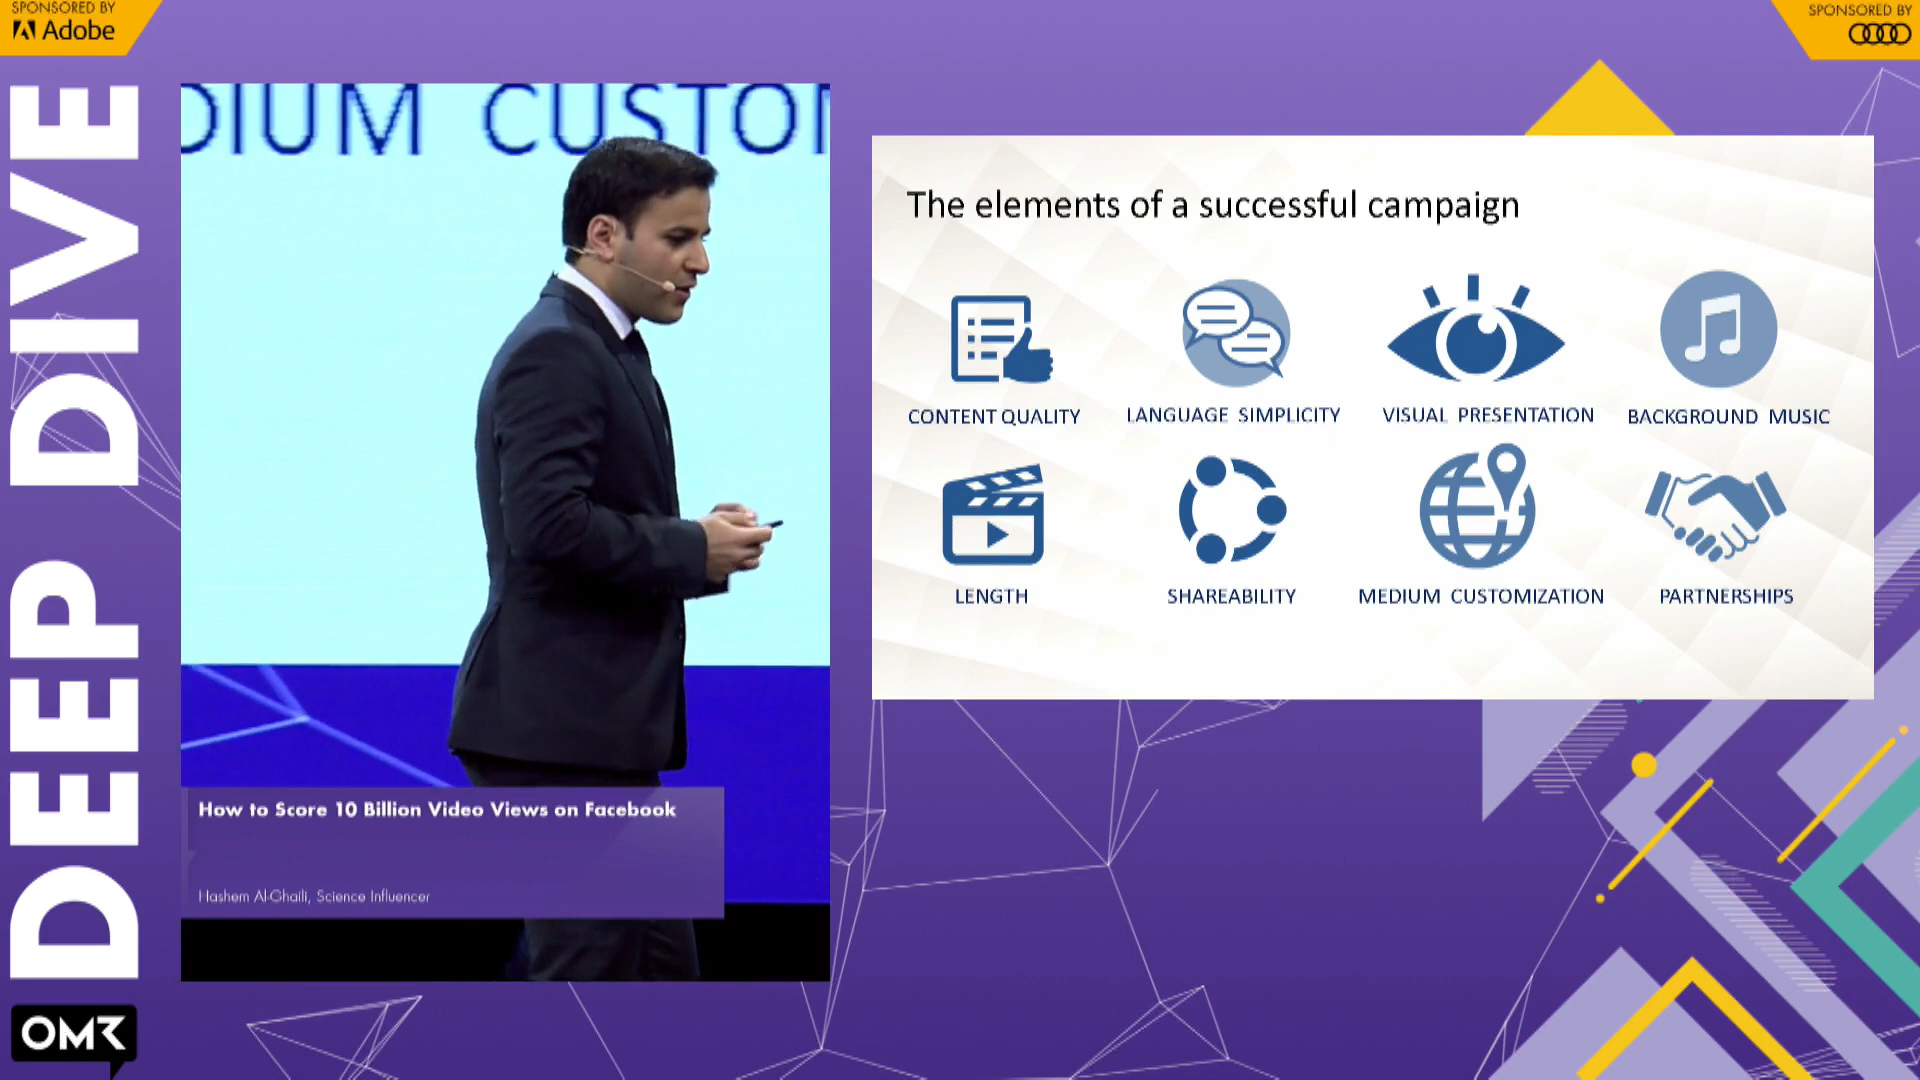 SPONSORED BY
Adobe
SPONSORED BY
DEEP DIVE
DIUM CUSTOM
The elements of a successful campaign
CONTENT QUALITY
LANGUAGE SIMPLICITY
VISUAL PRESENTATION
BACKGROUND MUSIC
LENGTH
SHAREABILITY
MEDIUM CUSTOMIZATION
PARTNERSHIPS
How to Score 10 Billion Video Views on Facebook
Hashem Al-Ghaili, Science Influencer
OMR